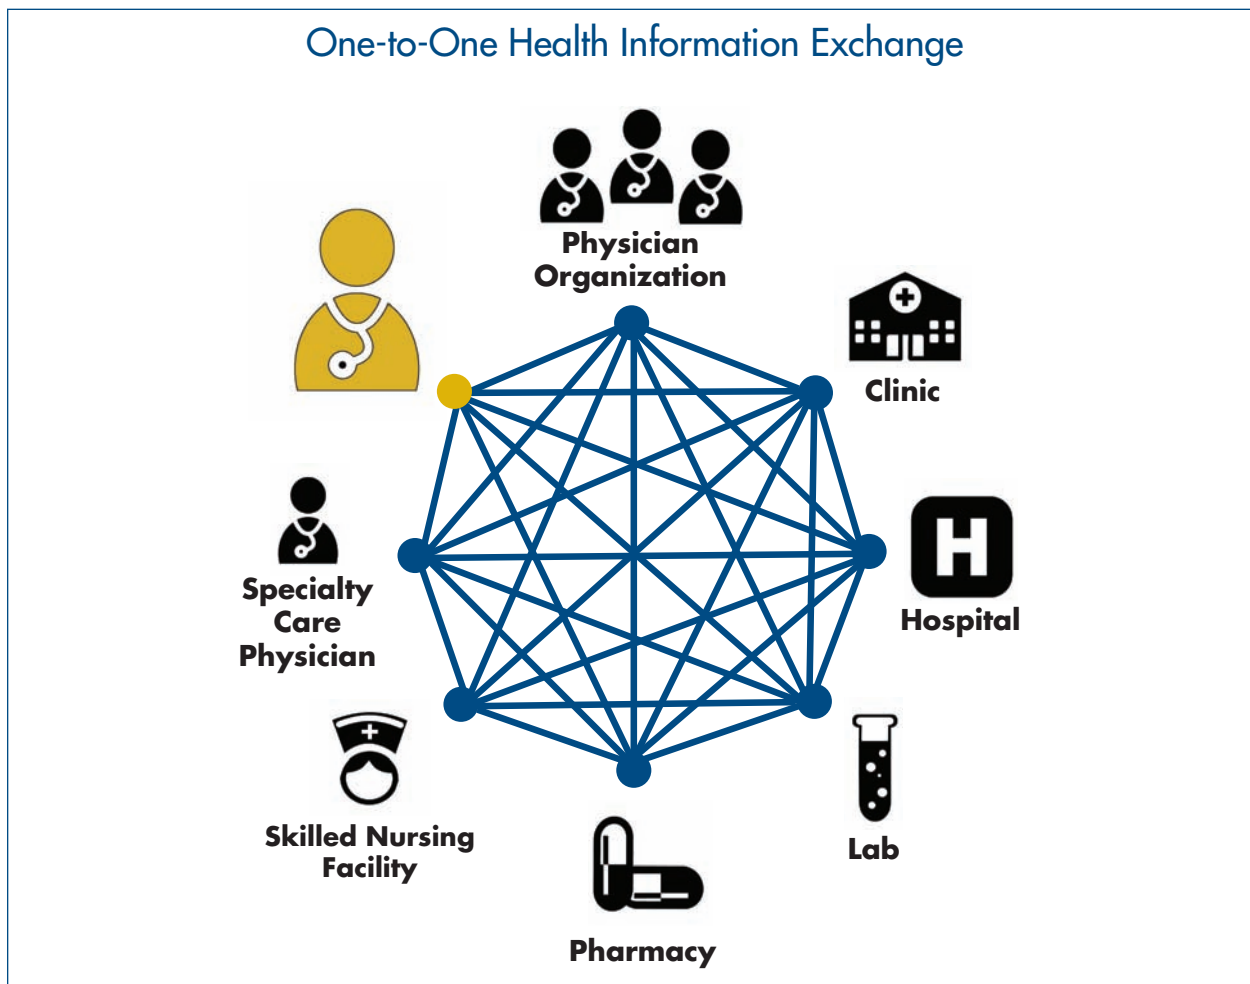 One-to-One Health Information Exchange
Physician
Organization
Clinic
H
Hospital
Specialty
Care
Physician
Skilled Nursing
Facility
Lab
Pharmacy